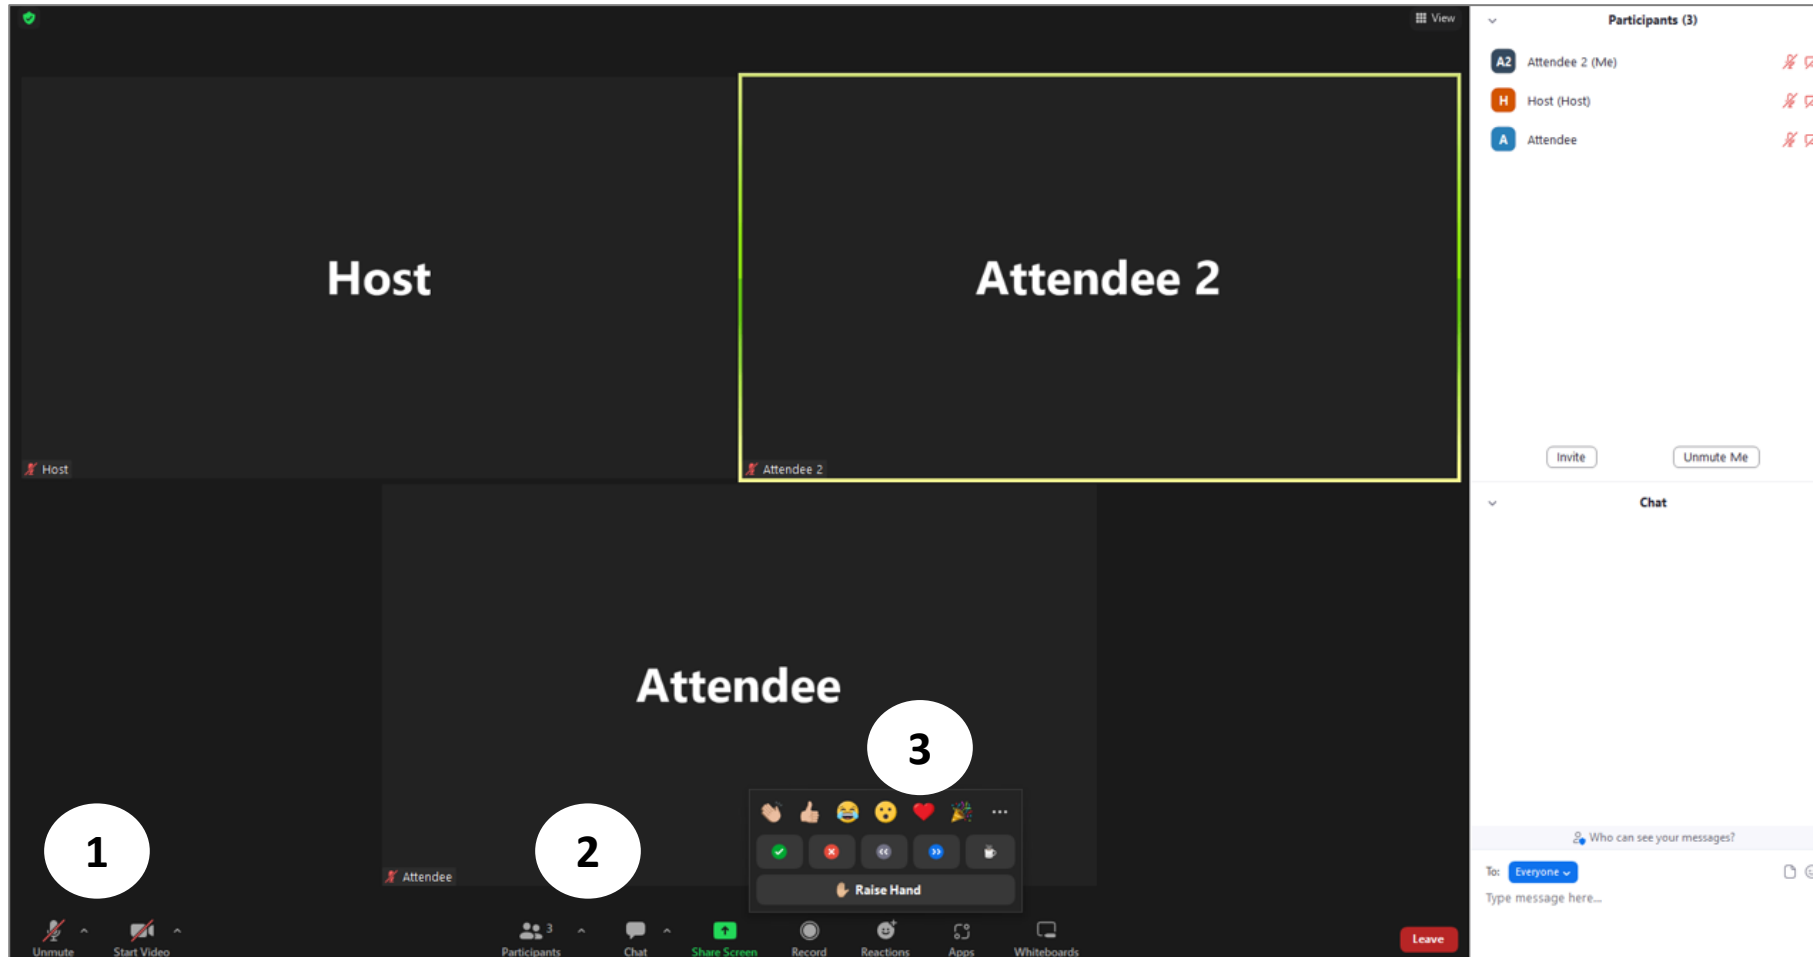 View
Host
Attendee 2
Host
Attendee 2
Attendee
3
1
2
Attendee
Raise Hand
Unmute
Start Video
Participants
3
Chat
Share Screen
Record
Reactions
Apps
Whiteboards
Leave
Participants (3)
A2 Attendee 2 (Me)
H Host (Host)
A Attendee
Invite
Unmute Me
Chat
Who can see your messages?
To: Everyone
Type message here...